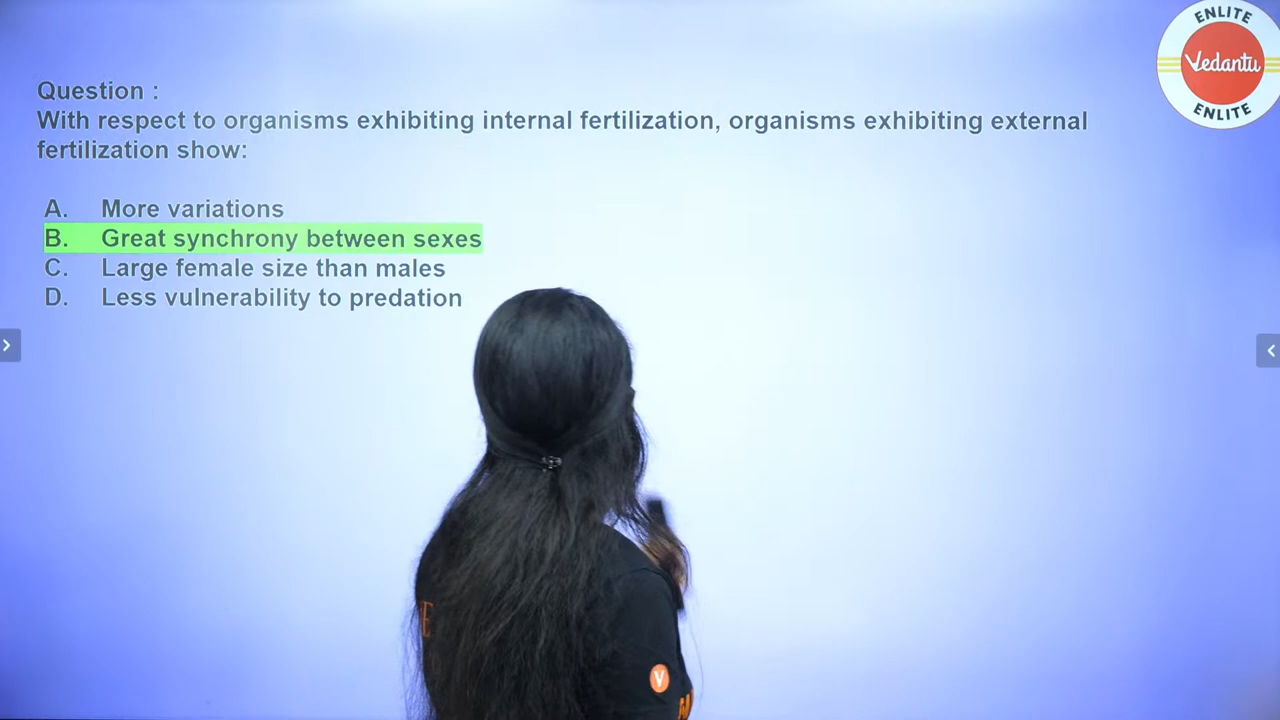 ENLITE
Vedantu
ENLITE
Question :
With respect to organisms exhibiting internal fertilization, organisms exhibiting external
fertilization show:
A. More variations
B. Great synchrony between sexes
C. Large female size than males
D. Less vulnerability to predation
E
V